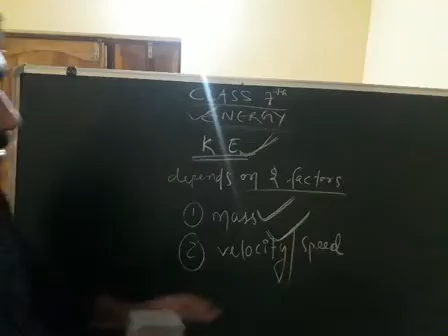 CLASS 7th
ENERGY
K E
depends on 2 factors
① mass
② velocity/speed